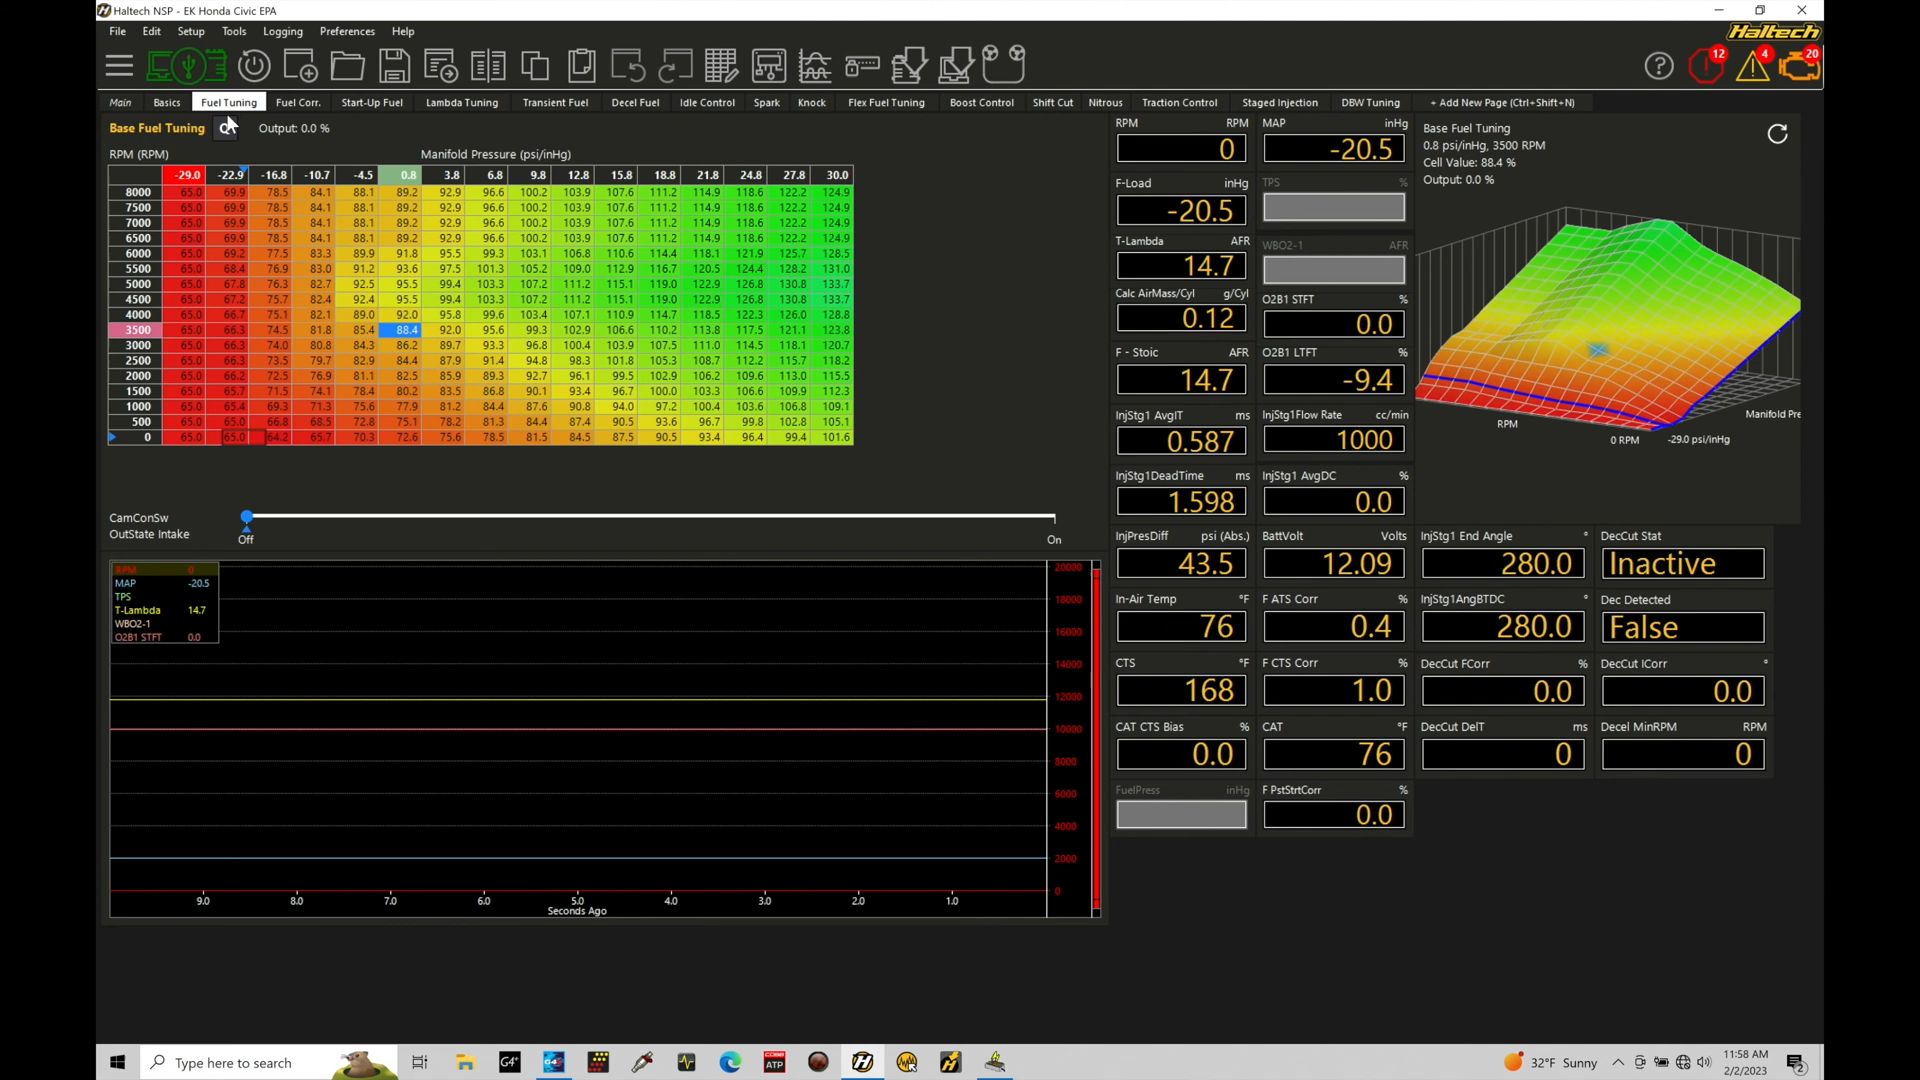 Haltech NSP - EK Honda Civic EPA
File Edit Setup Tools Logging Preferences Help
Haltech
12 4 20
Main Basics Fuel Tuning Fuel Corr. Start-Up Fuel Lambda Tuning Transient Fuel Decel Fuel Idle Control Spark Knock Flex Fuel Tuning Boost Control Shift Cut Nitrous Traction Control Staged Injection DBW Tuning + Add New Page (Ctrl+Shift+N)
Base Fuel Tuning Output: 0.0 %
RPM (RPM) Manifold Pressure (psi/inHg)
-29.0 -22.9 -16.8 -10.7 -4.5 0.8 3.8 6.8 9.8 12.8 15.8 18.8 21.8 24.8 27.8 30.0
8000 65.0 69.9 78.5 84.1 88.1 89.2 92.9 96.6 100.2 103.9 107.6 111.2 114.9 118.6 122.2 124.9
7500 65.0 69.9 78.5 84.1 88.1 89.2 92.9 96.6 100.2 103.9 107.6 111.2 114.9 118.6 122.2 124.9
7000 65.0 69.9 78.5 84.1 88.1 89.2 92.9 96.6 100.2 103.9 107.6 111.2 114.9 118.6 122.2 124.9
6500 65.0 69.9 78.5 84.1 88.1 89.2 92.9 96.6 100.2 103.9 107.6 111.2 114.9 118.6 122.2 124.9
6000 65.0 69.2 77.5 83.3 89.9 91.8 95.5 99.3 103.1 106.8 110.6 114.4 118.1 121.9 125.7 128.5
5500 65.0 68.4 76.9 83.0 91.2 93.6 97.5 101.3 105.2 109.0 112.9 116.7 120.5 124.4 128.2 131.0
5000 65.0 67.8 76.3 82.7 92.5 95.5 99.4 103.3 107.2 111.2 115.1 119.0 122.9 126.8 130.8 133.7
4500 65.0 67.2 75.7 82.4 92.4 95.5 99.4 103.3 107.2 111.2 115.1 119.0 122.9 126.8 130.8 133.7
4000 65.0 66.7 75.1 82.1 89.0 92.0 95.8 99.6 103.4 107.1 110.9 114.7 118.5 122.3 126.0 128.8
3500 65.0 66.3 74.5 81.8 85.4 88.4 92.0 95.6 99.3 102.9 106.6 110.2 113.8 117.5 121.1 123.8
3000 65.0 66.3 74.0 80.8 84.3 86.2 89.7 93.3 96.8 100.4 103.9 107.5 111.0 114.5 118.1 120.7
2500 65.0 66.3 73.5 79.7 82.9 84.4 87.9 91.4 94.8 98.3 101.8 105.3 108.7 112.2 115.7 118.2
2000 65.0 66.2 72.5 76.9 81.1 82.5 85.9 89.3 92.7 96.1 99.5 102.9 106.2 109.6 113.0 115.5
1500 65.0 65.7 71.5 74.1 78.4 80.2 83.5 86.8 90.1 93.4 96.7 100.0 103.3 106.6 109.9 112.3
1000 65.0 65.4 69.3 71.3 75.6 77.9 81.2 84.4 87.6 90.8 94.0 97.2 100.4 103.6 106.8 109.1
500 65.0 65.0 66.8 68.5 72.8 75.1 78.2 81.3 84.4 87.4 90.5 93.6 96.7 99.8 102.8 105.1
0 65.0 65.0 64.2 65.7 70.3 72.6 75.6 78.5 81.5 84.5 87.5 90.5 93.4 96.4 99.4 101.6
CamConSw
OutState Intake
Off On
RPM 0
MAP -20.5
TPS
T-Lambda 14.7
WBO2-1
O2B1 STFT 0.0
20000
18000
16000
14000
12000
10000
8000
6000
4000
2000
0
9.0 8.0 7.0 6.0 5.0 4.0 3.0 2.0 1.0
Seconds Ago
RPM RPM MAP inHg
0 -20.5
F-Load inHg TPS %
-20.5
T-Lambda AFR WBO2-1 AFR
14.7
Calc AirMass/Cyl g/Cyl O2B1 STFT %
0.12 0.0
F - Stoic AFR O2B1 LTFT %
14.7 -9.4
InjStg1 AvgIT ms InjStg1Flow Rate cc/min
0.587 1000
InjStg1DeadTime ms InjStg1 AvgDC %
1.598 0.0
InjPresDiff psi (Abs.) BattVolt Volts InjStg1 End Angle ° DecCut Stat
43.5 12.09 280.0 Inactive
In-Air Temp °F F ATS Corr % InjStg1AngBTDC ° Dec Detected
76 0.4 280.0 False
CTS °F F CTS Corr % DecCut FCorr % DecCut ICorr °
168 1.0 0.0 0.0
CAT CTS Bias % CAT °F DecCut DelT ms Decel MinRPM RPM
0.0 76 0 0
FuelPress inHg F PstStrtCorr %
0.0
Base Fuel Tuning
0.8 psi/inHg, 3500 RPM
Cell Value: 88.4 %
Output: 0.0 %
Manifold Pre
RPM
0 RPM -29.0 psi/inHg
Type here to search
G4+
COBB
ATP
32°F Sunny
11:58 AM
2/2/2023
2